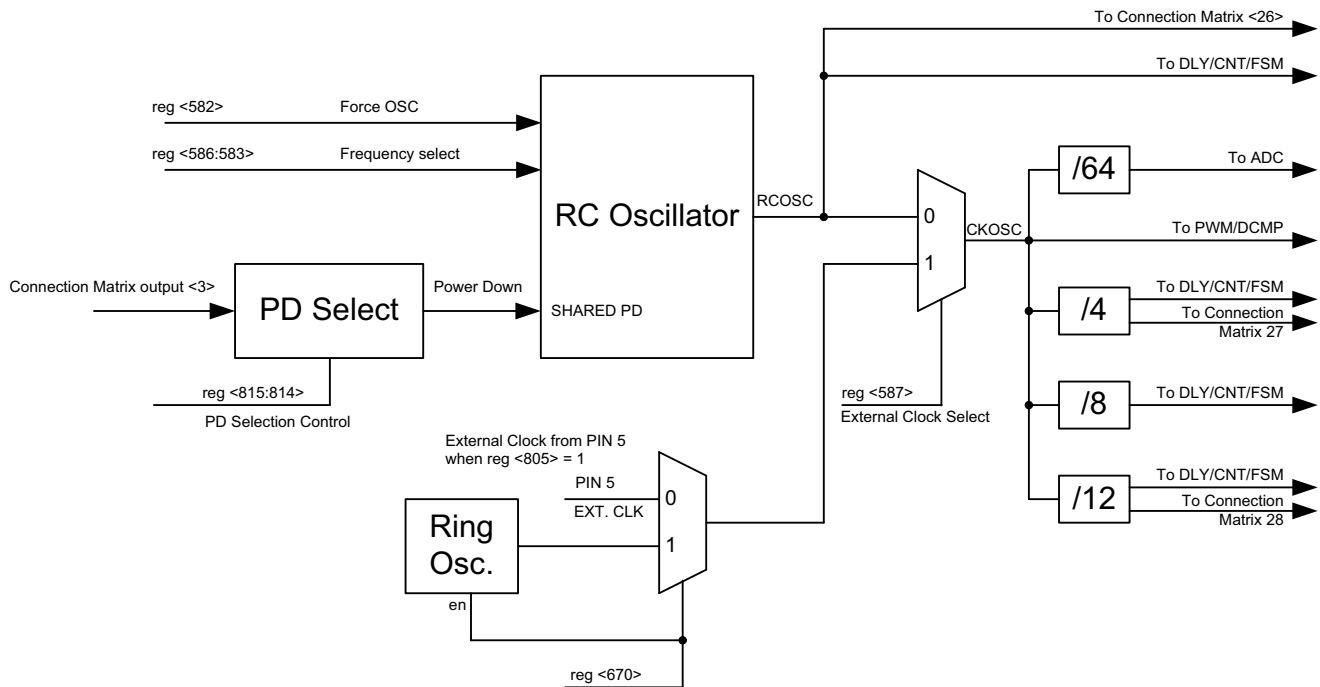 To Connection Matrix <26>
To DLY/CNT/FSM
reg <582> Force OSC
reg <586:583> Frequency select
RC Oscillator
RCOSC
SHARED PD
Connection Matrix output <3>
PD Select
Power Down
reg <815:814>
PD Selection Control
0
1
CKOSC
reg <587>
External Clock Select
/64
To ADC
To PWM/DCMP
/4
To DLY/CNT/FSM
To Connection
Matrix 27
/8
To DLY/CNT/FSM
/12
To DLY/CNT/FSM
To Connection
Matrix 28
External Clock from PIN 5
when reg <805> = 1
PIN 5
EXT. CLK
0
1
Ring
Osc.
en
reg <670>